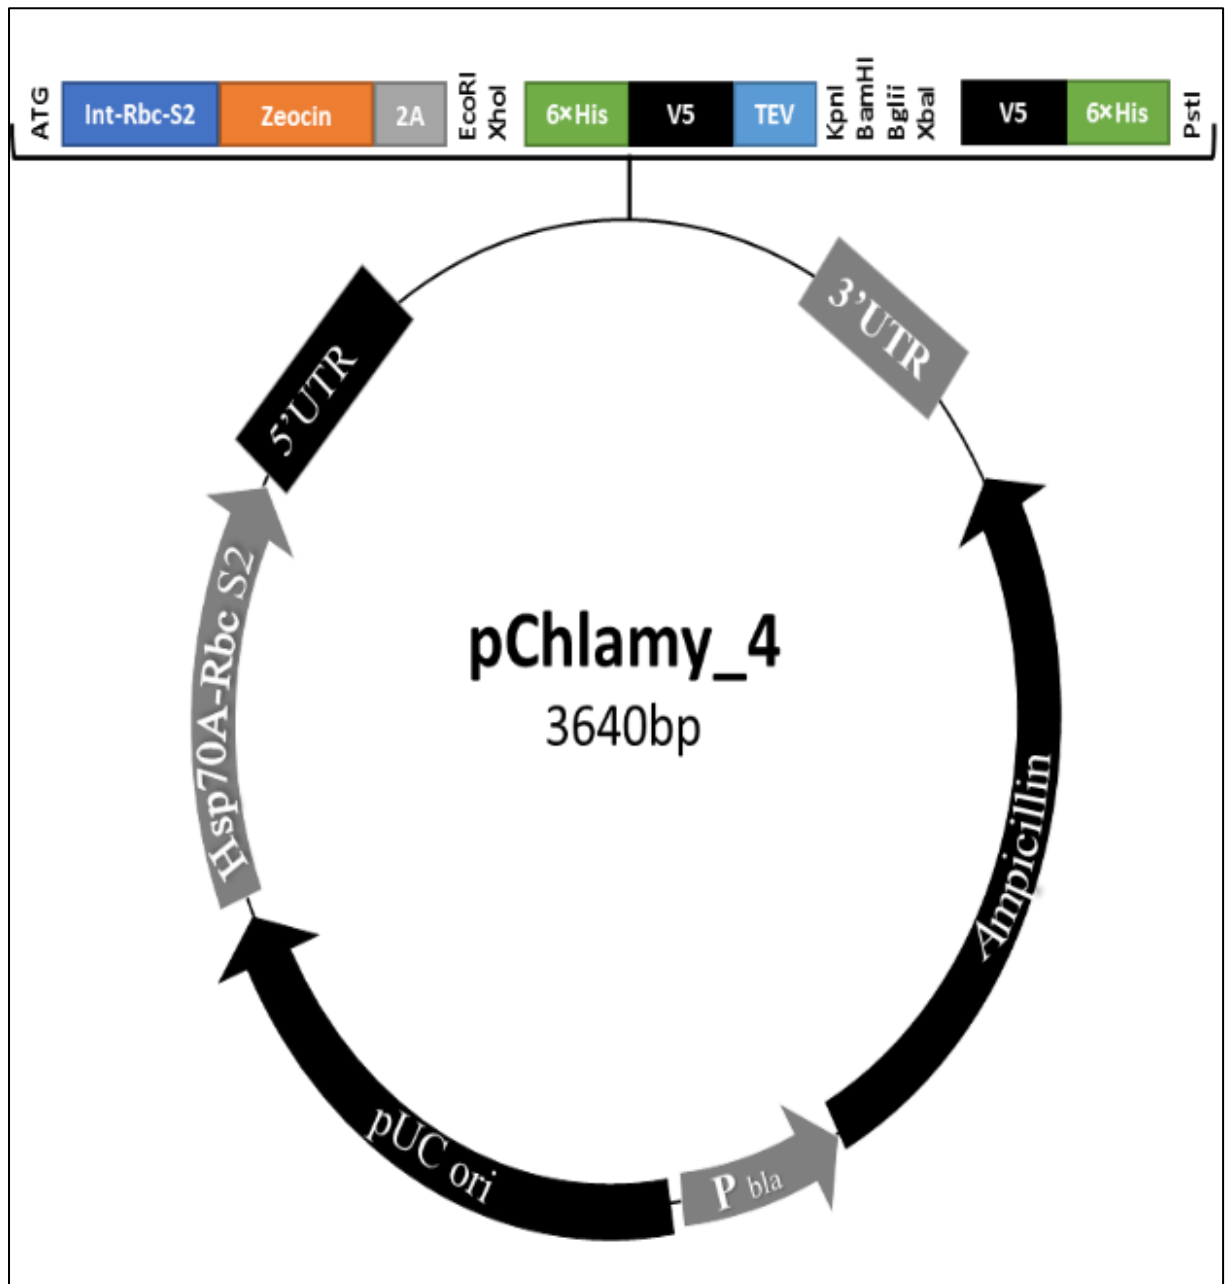 ATG
Int-Rbc-S2
Zeocin
2A
EcoRI
XhoI
6×His
V5
TEV
KpnI
BamHI
Bglii
XbaI
V5
6×His
PstI
5’UTR
3’UTR
Hsp70A-Rbc S2
pChlamy_4
3640bp
Ampicillin
pUC ori
P bla